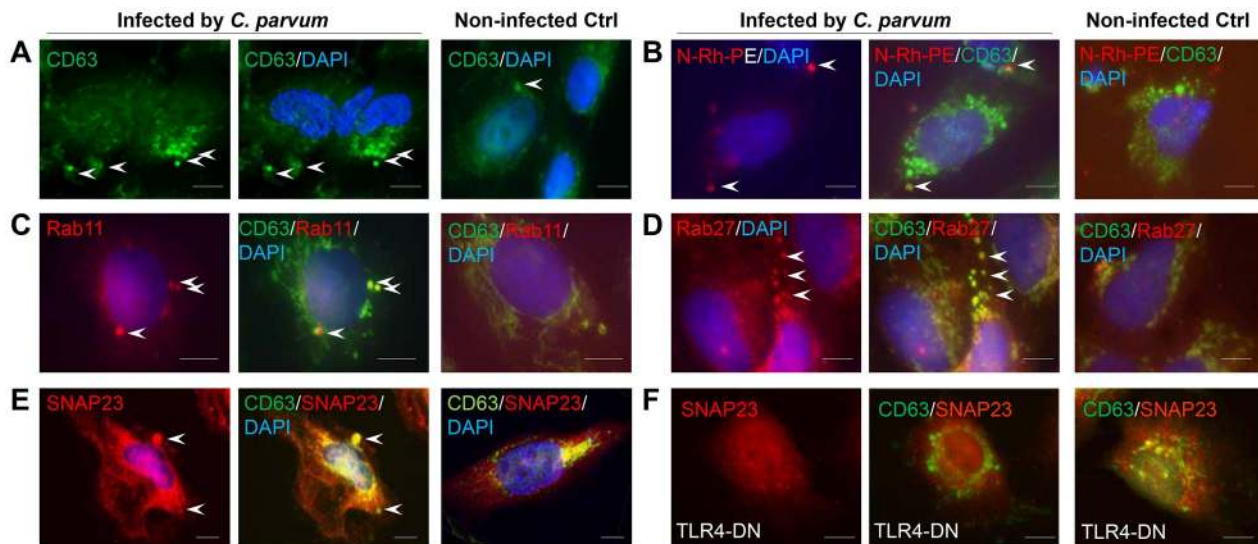 Infected by C. parvum
Non-infected Ctrl
Infected by C. parvum
Non-infected Ctrl
A
CD63
CD63/DAPI
CD63/DAPI
B
N-Rh-PE/DAPI
N-Rh-PE/CD63/
DAPI
N-Rh-PE/CD63/
DAPI
C
Rab11
CD63/Rab11/
DAPI
CD63/Rab11/
DAPI
D
Rab27/DAPI
CD63/Rab27/
DAPI
CD63/Rab27/
DAPI
E
SNAP23
CD63/SNAP23/
DAPI
CD63/SNAP23/
DAPI
F
SNAP23
TLR4-DN
CD63/SNAP23
TLR4-DN
CD63/SNAP23
TLR4-DN